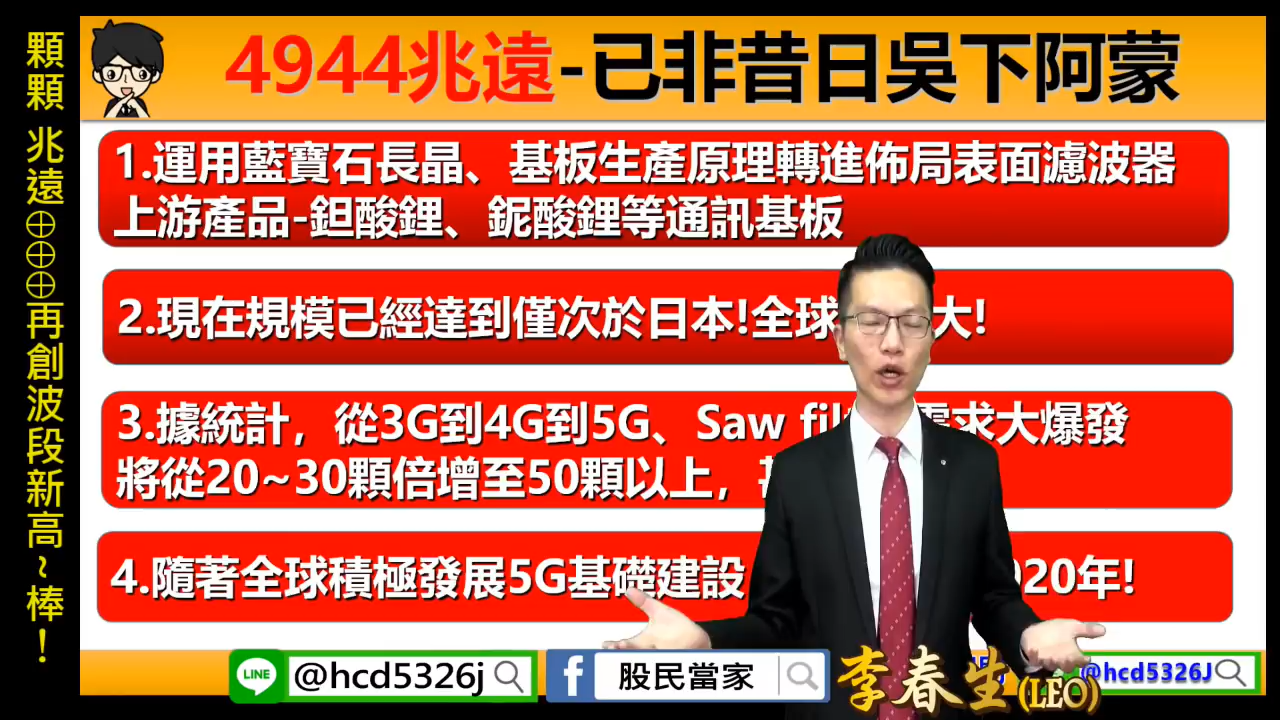 顆顆 兆遠⊕⊕⊕再創波段新高~棒！
4944兆遠-已非昔日吳下阿蒙
1.運用藍寶石長晶、基板生產原理轉進佈局表面濾波器
上游產品-鉭酸鋰、鈮酸鋰等通訊基板
2.現在規模已經達到僅次於日本!全球 大!
3.據統計，從3G到4G到5G、Saw 需求大爆發
將從20~30顆倍增至50顆以上，
4.隨著全球積極發展5G基礎建設 20年!
LINE @hcd5326j
f 股民當家
李春生(LEO)
@hcd5326J